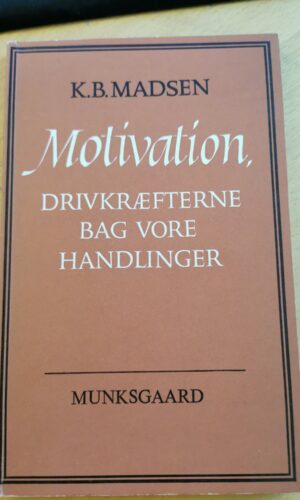 K.B.MADSEN
Motivation,
DRIVKRÆFTERNE
BAG VORE
HANDLINGER
MUNKSGAARD